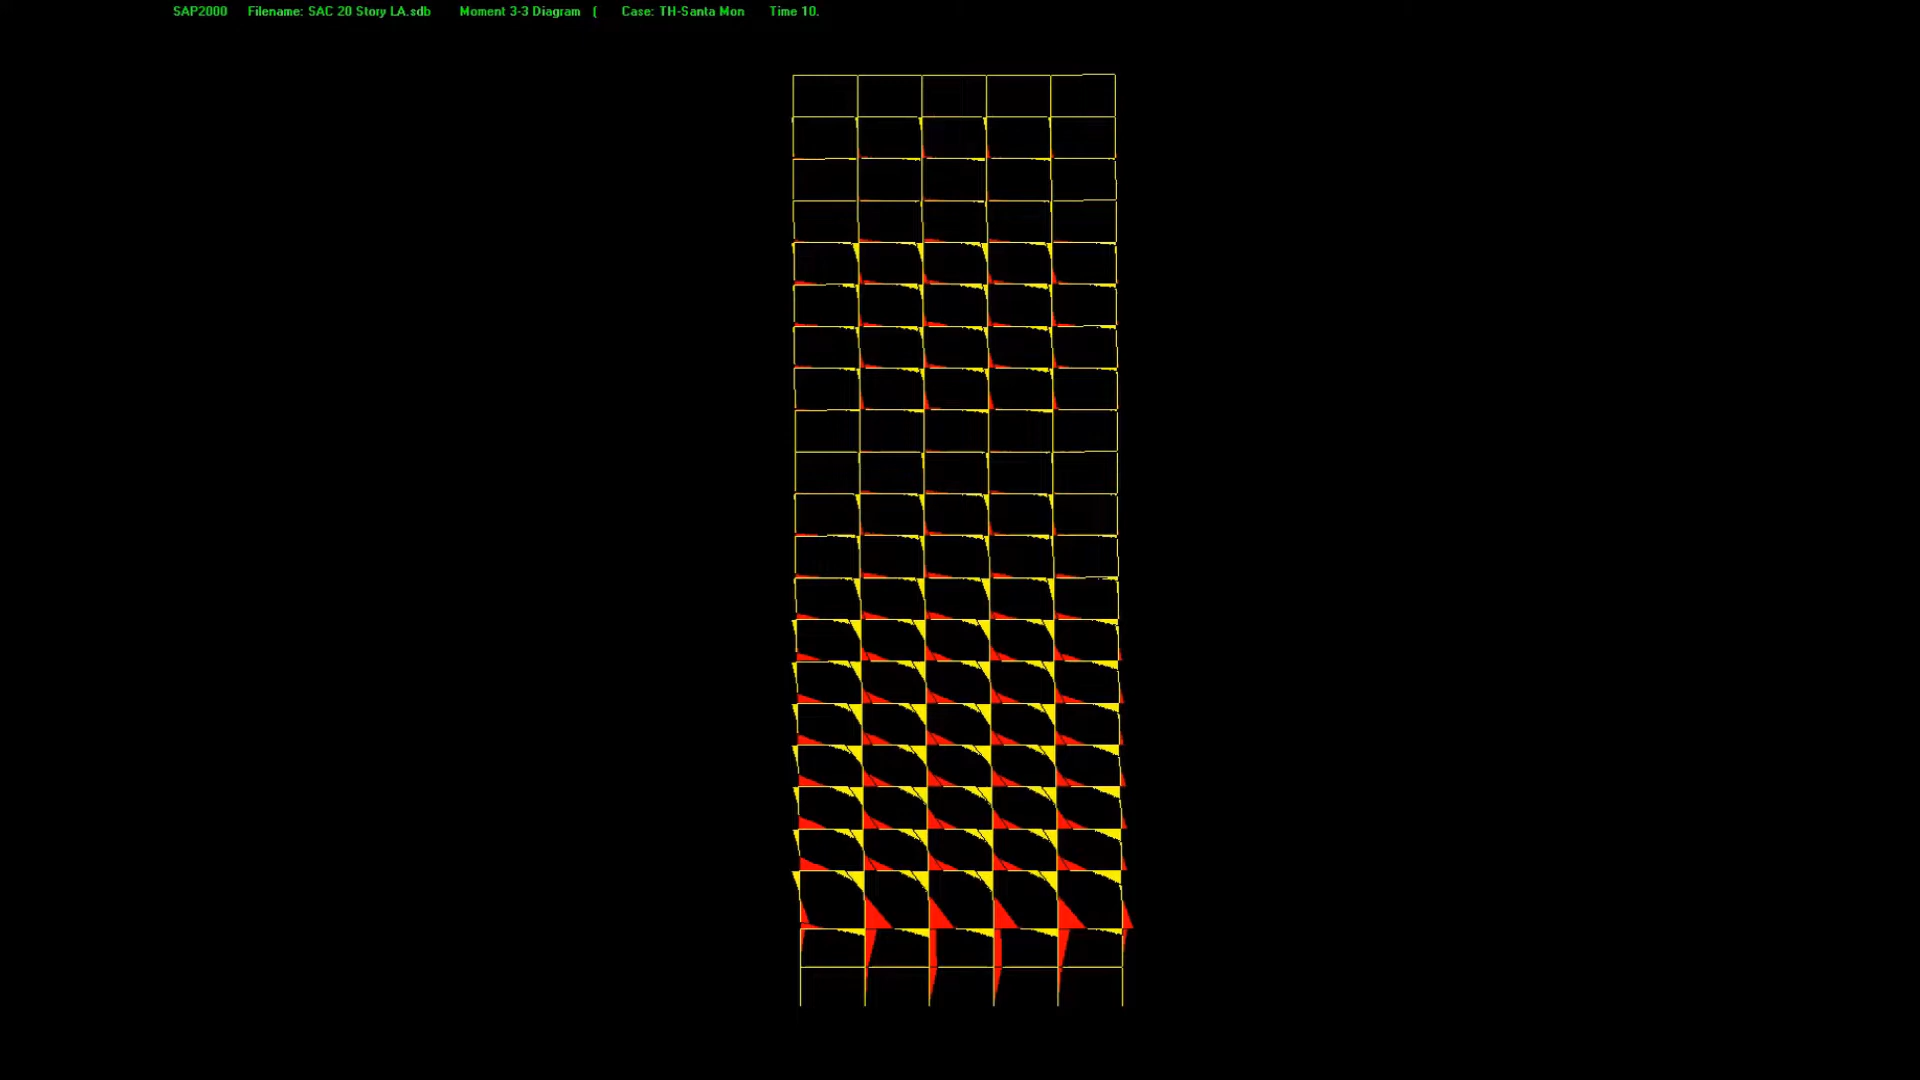 SAP2000 Filename: SAC 20 Story LA.sdb Moment 3-3 Diagram ( Case: TH-Santa Mon Time 10.